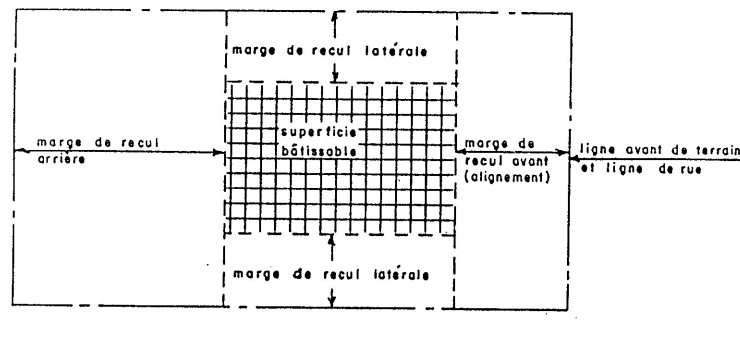 marge de recul latérale
superficie
bâtissable
marge de recul
arrière
marge de
recul avant
(alignement)
ligne avant de terrain
et ligne de rue
marge de recul latérale